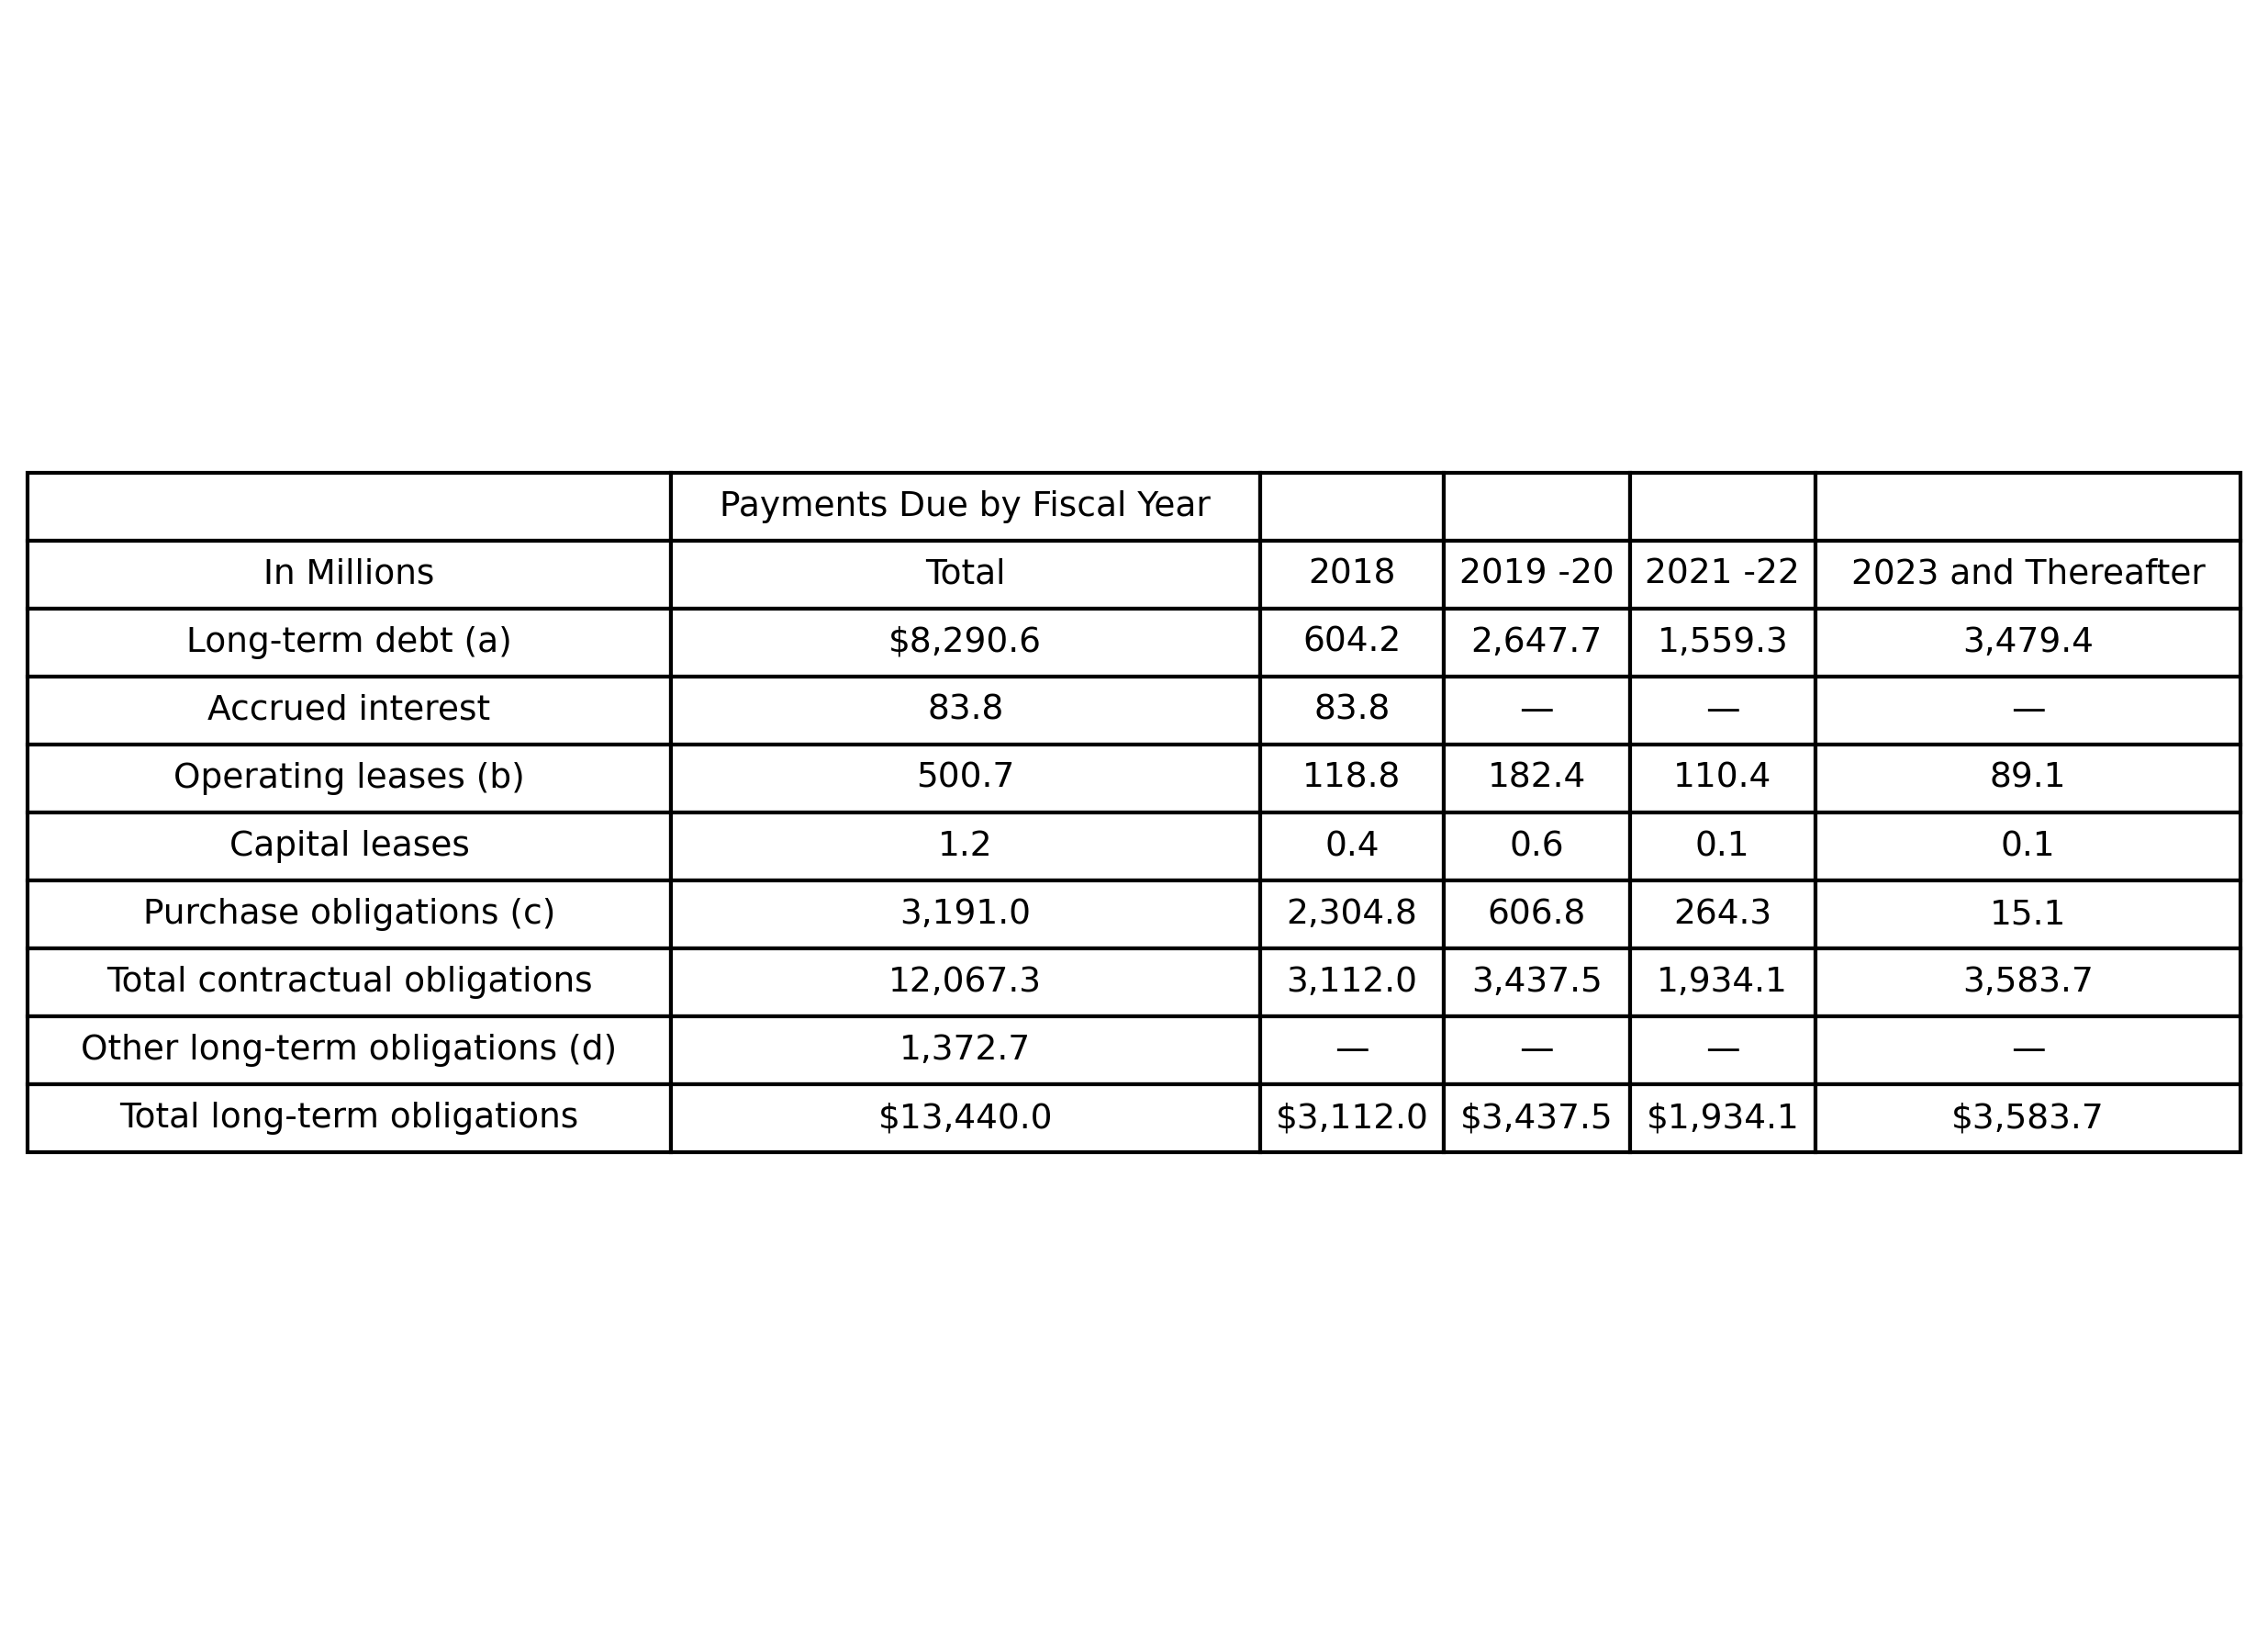 Payments Due by Fiscal Year
In Millions Total 2018 2019 -20 2021 -22 2023 and Thereafter
Long-term debt (a) $8,290.6 604.2 2,647.7 1,559.3 3,479.4
Accrued interest 83.8 83.8 — — —
Operating leases (b) 500.7 118.8 182.4 110.4 89.1
Capital leases 1.2 0.4 0.6 0.1 0.1
Purchase obligations (c) 3,191.0 2,304.8 606.8 264.3 15.1
Total contractual obligations 12,067.3 3,112.0 3,437.5 1,934.1 3,583.7
Other long-term obligations (d) 1,372.7 — — — —
Total long-term obligations $13,440.0 $3,112.0 $3,437.5 $1,934.1 $3,583.7